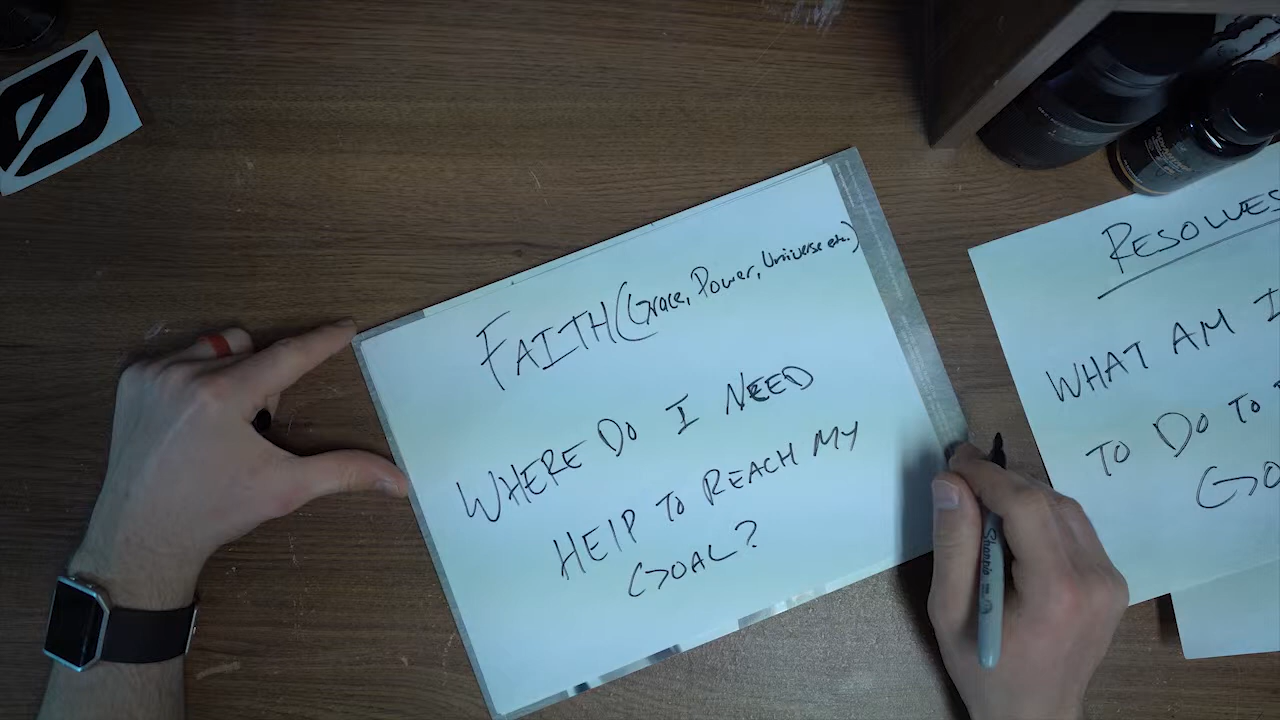 FAITH (Grace, Power, Universe etc.)
WHERE DO I NEED
HELP TO REACH MY
GOAL?
RESOLVES
WHAT AM I
TO DO TO
GO
Sharpie